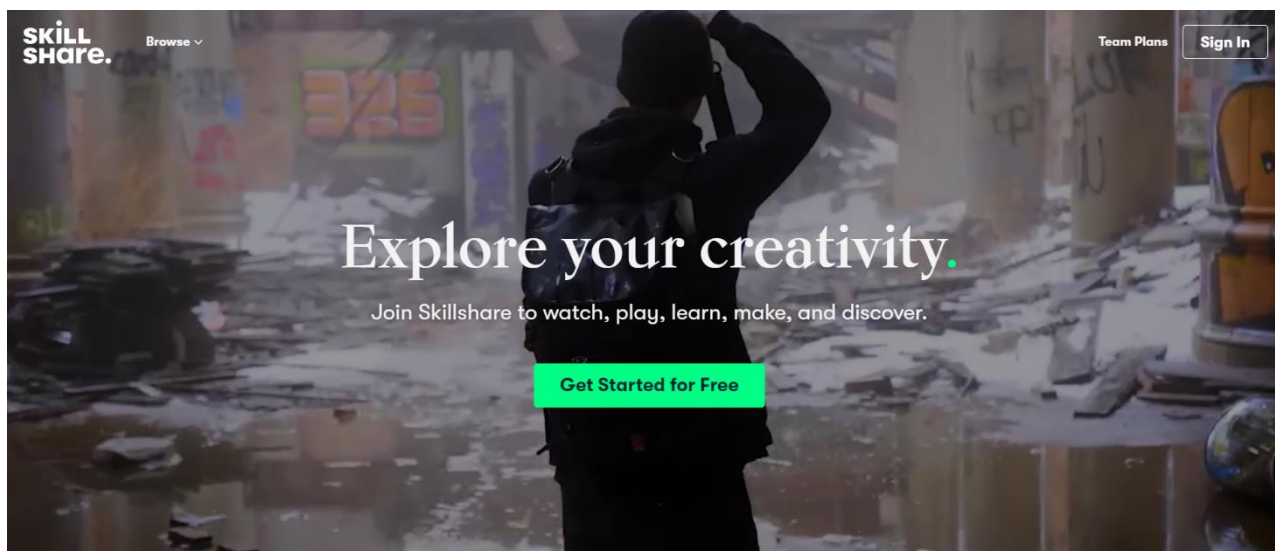 SKiLL
SHare.
Browse
Team Plans
Sign In
326
Explore your creativity.
Join Skillshare to watch, play, learn, make, and discover.
Get Started for Free